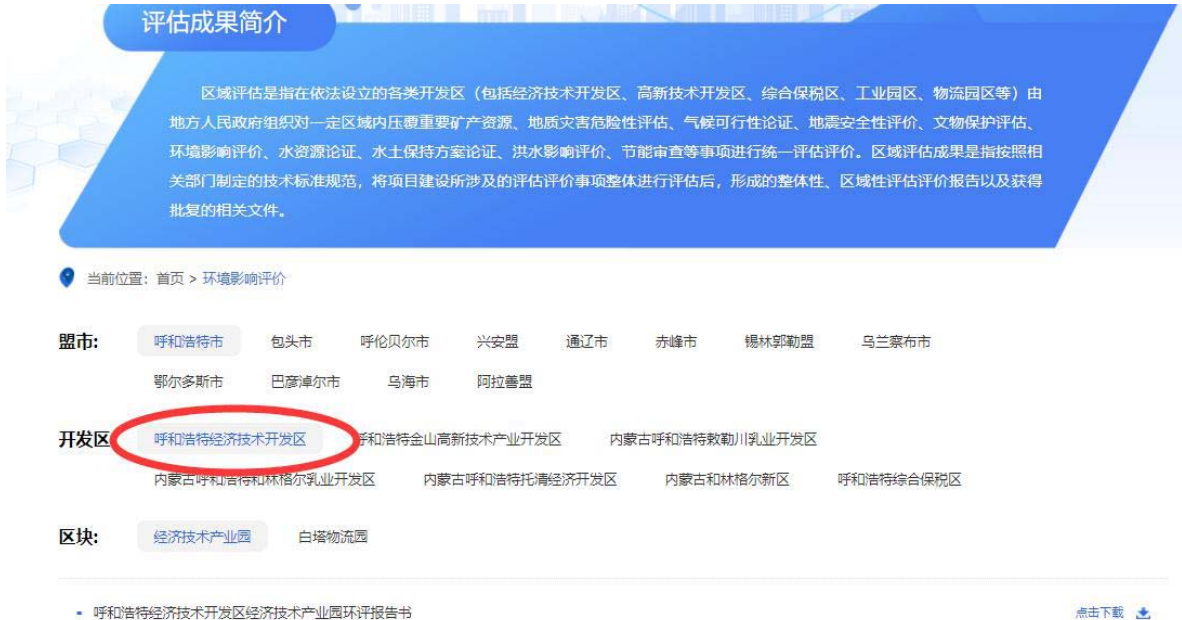 评估成果简介
区域评估是指在依法设立的各类开发区（包括经济技术开发区、高新技术开发区、综合保税区、工业园区、物流园区等）由
地方人民政府组织对一定区域内压覆重要矿产资源、地质灾害危险性评估、气候可行性论证、地震安全性评价、文物保护评估、
环境影响评价、水资源论证、水土保持方案论证、洪水影响评价、节能审查等事项进行统一评估评价。区域评估成果是指按照相
关部门制定的技术标准规范，将项目建设所涉及的评估评价事项整体进行评估后，形成的整体性、区域性评估评价报告以及获得
批复的相关文件。
当前位置：首页 > 环境影响评价
盟市: 呼和浩特市 包头市 呼伦贝尔市 兴安盟 通辽市 赤峰市 锡林郭勒盟 乌兰察布市
鄂尔多斯市 巴彦淖尔市 乌海市 阿拉善盟
开发区 呼和浩特经济技术开发区 呼和浩特金山高新技术产业开发区 内蒙古呼和浩特敕勒川乳业开发区
内蒙古呼和浩特和林格尔乳业开发区 内蒙古呼和浩特托清经济开发区 内蒙古和林格尔新区 呼和浩特综合保税区
区块: 经济技术产业园 白塔物流园
呼和浩特经济技术开发区经济技术产业园环评报告书 点击下载